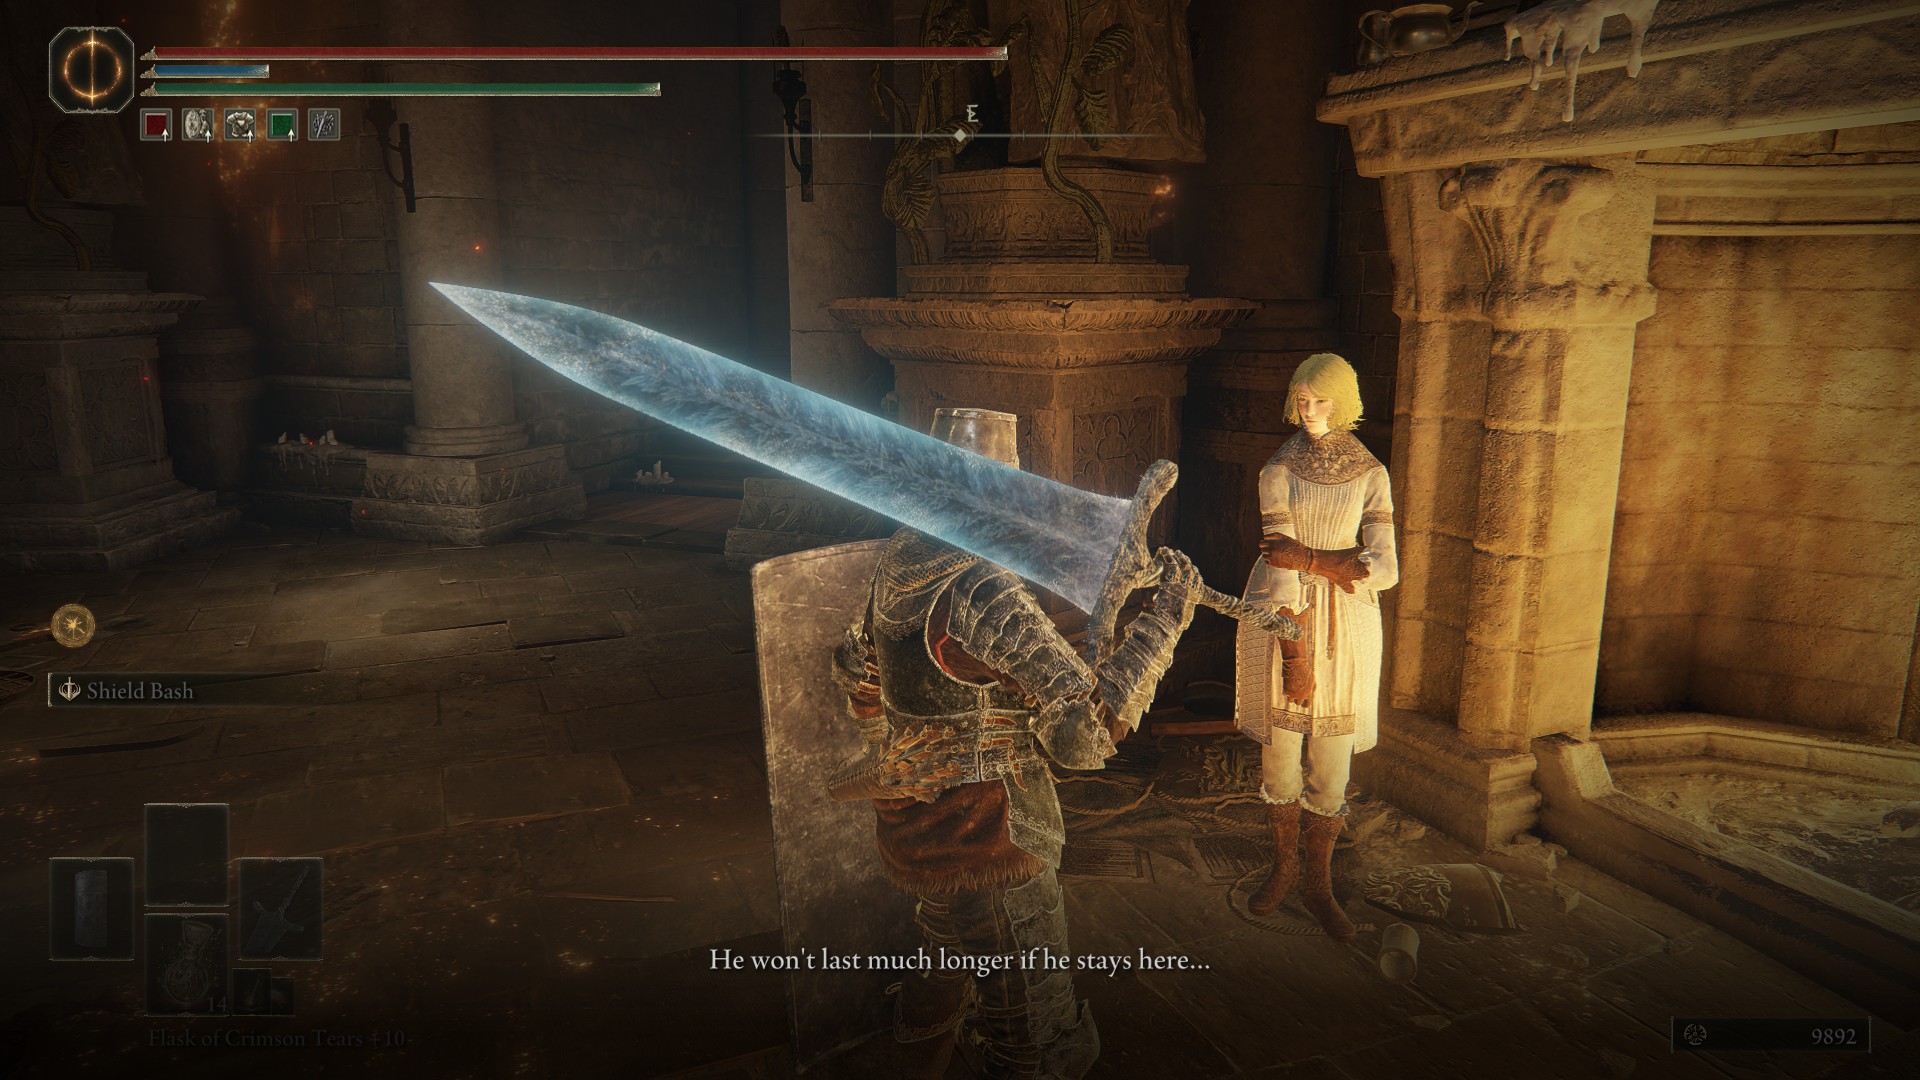 E
Shield Bash
He won't last much longer if he stays here...
14
Flask of Crimson Tears +10
9892